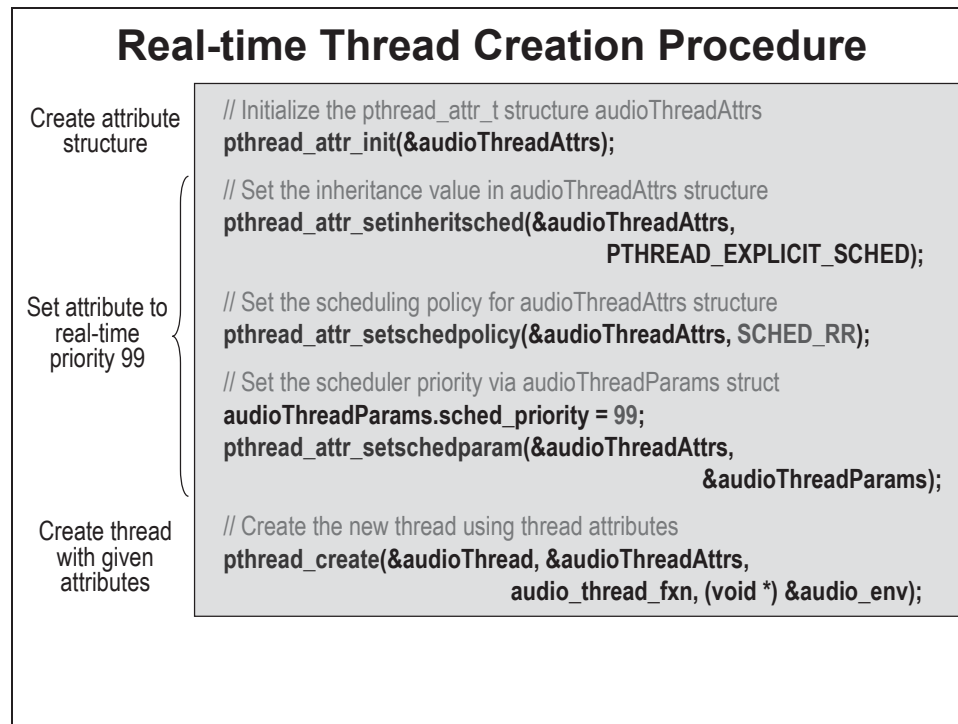 Real-time Thread Creation Procedure
Create attribute
structure
// Initialize the pthread_attr_t structure audioThreadAttrs
pthread_attr_init(&audioThreadAttrs);
Set attribute to
real-time
priority 99
// Set the inheritance value in audioThreadAttrs structure
pthread_attr_setinheritsched(&audioThreadAttrs,
PTHREAD_EXPLICIT_SCHED);
// Set the scheduling policy for audioThreadAttrs structure
pthread_attr_setschedpolicy(&audioThreadAttrs, SCHED_RR);
// Set the scheduler priority via audioThreadParams struct
audioThreadParams.sched_priority = 99;
pthread_attr_setschedparam(&audioThreadAttrs,
&audioThreadParams);
Create thread
with given
attributes
// Create the new thread using thread attributes
pthread_create(&audioThread, &audioThreadAttrs,
audio_thread_fxn, (void *) &audio_env);